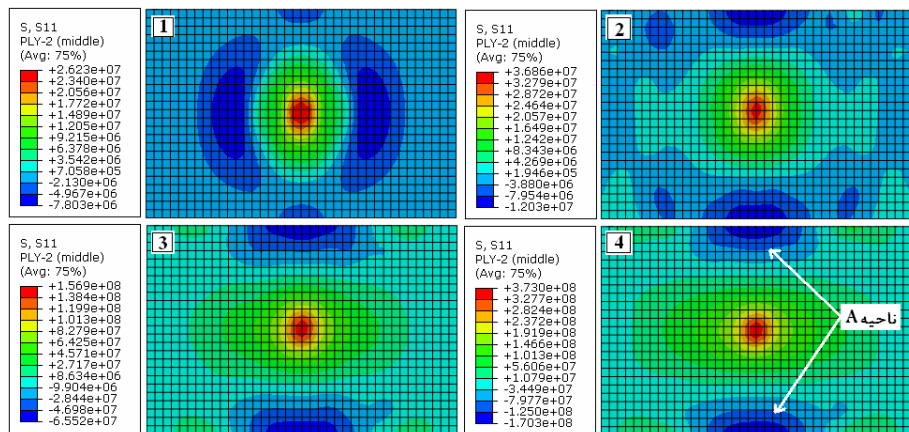 S, S11
PLY-2 (middle)
(Avg: 75%)
+2.623e+07
+2.340e+07
+2.056e+07
+1.772e+07
+1.489e+07
+1.205e+07
+9.215e+06
+6.378e+06
+3.542e+06
+7.058e+05
-2.130e+06
-4.967e+06
-7.803e+06
1
S, S11
PLY-2 (middle)
(Avg: 75%)
+3.686e+07
+3.279e+07
+2.872e+07
+2.464e+07
+2.057e+07
+1.649e+07
+1.242e+07
+8.343e+06
+4.269e+06
+1.946e+05
-3.880e+06
-7.954e+06
-1.203e+07
2
S, S11
PLY-2 (middle)
(Avg: 75%)
+1.569e+08
+1.384e+08
+1.199e+08
+1.013e+08
+8.279e+07
+6.425e+07
+4.571e+07
+2.717e+07
+8.634e+06
-9.904e+06
-2.844e+07
-4.698e+07
-6.552e+07
3
S, S11
PLY-2 (middle)
(Avg: 75%)
+3.730e+08
+3.277e+08
+2.824e+08
+2.372e+08
+1.919e+08
+1.466e+08
+1.013e+08
+5.606e+07
+1.079e+07
-3.449e+07
-7.977e+07
-1.250e+08
-1.703e+08
4
ناحیه A